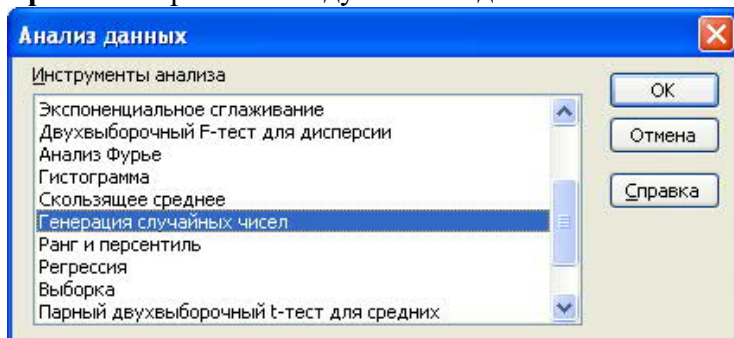 Анализ данных
Инструменты анализа
Экспоненциальное сглаживание
Двухвыборочный F-тест для дисперсии
Анализ Фурье
Гистограмма
Скользящее среднее
Генерация случайных чисел
Ранг и персентиль
Регрессия
Выборка
Парный двухвыборочный t-тест для средних
OK
Отмена
Справка